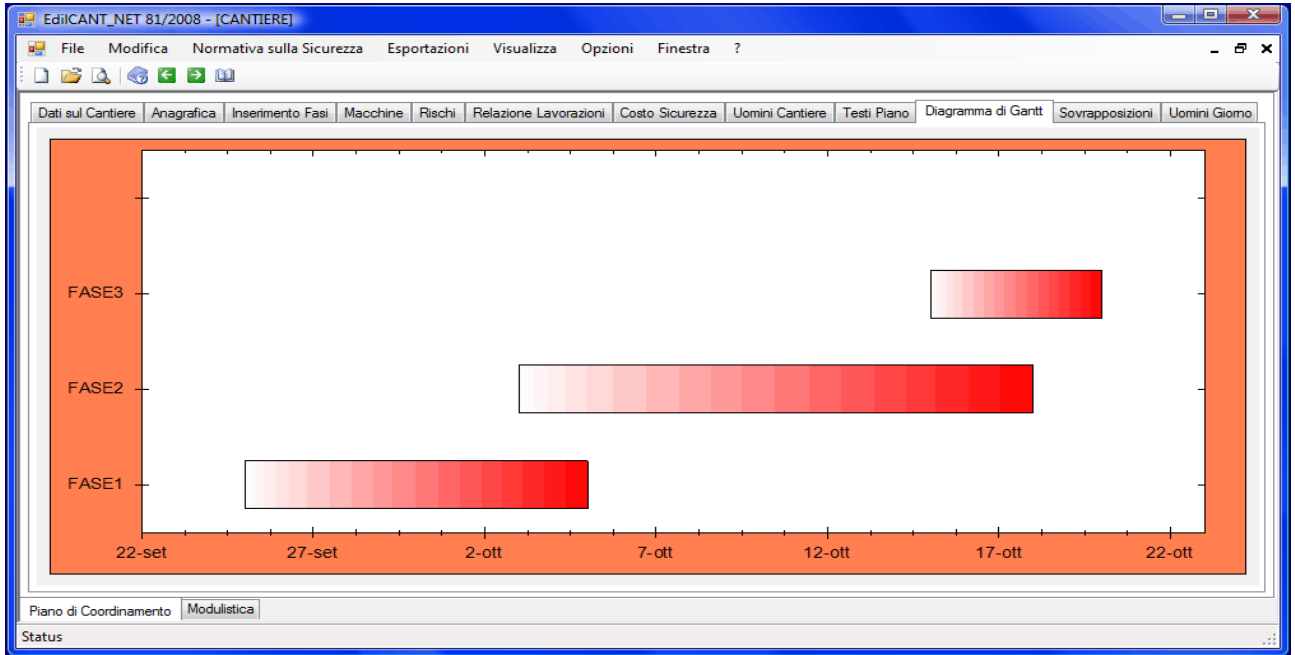 EdilCANT_NET 81/2008 - [CANTIERE]
File Modifica Normativa sulla Sicurezza Esportazioni Visualizza Opzioni Finestra ?
Dati sul Cantiere Anagrafica Inserimento Fasi Macchine Rischi Relazione Lavorazioni Costo Sicurezza Uomini Cantiere Testi Piano Diagramma di Gantt Sovrapposizioni Uomini Giorno
FASE3
FASE2
FASE1
22-set 27-set 2-ott 7-ott 12-ott 17-ott 22-ott
Piano di Coordinamento Modulistica
Status